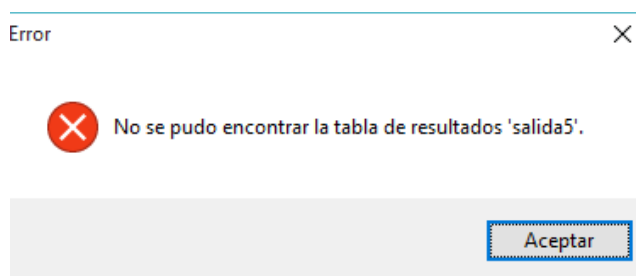 Error
No se pudo encontrar la tabla de resultados 'salida5'.
Aceptar